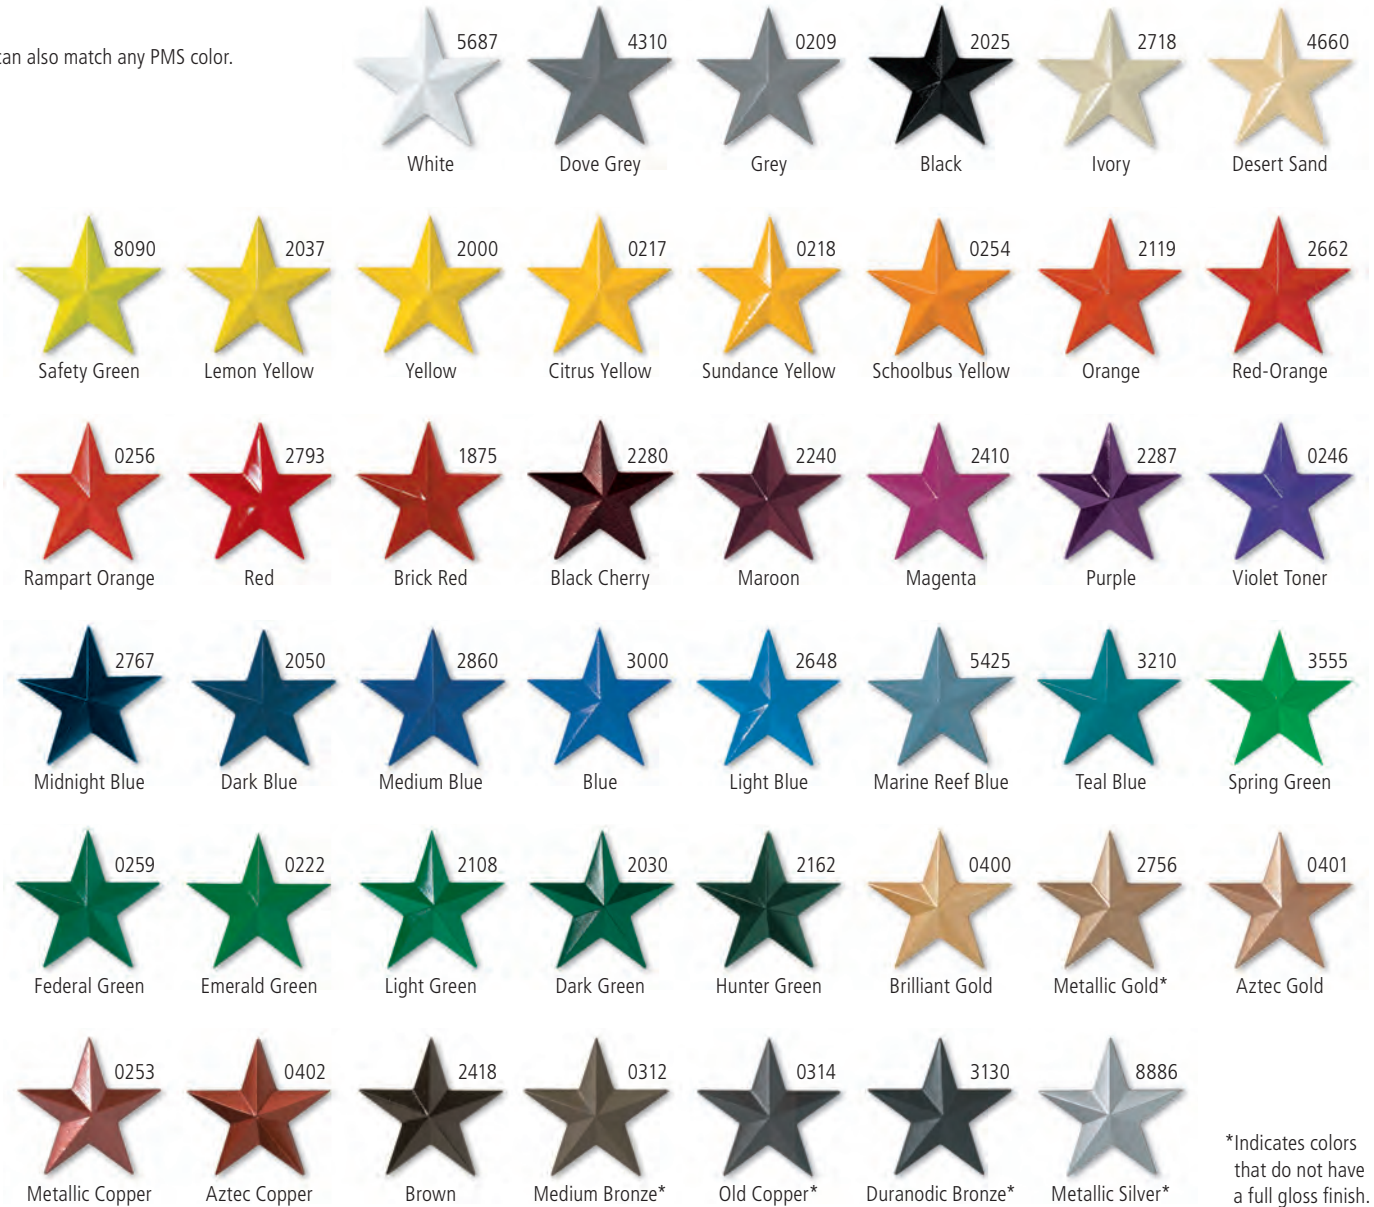 can also match any PMS color.
5687 4310 0209 2025 2718 4660
White Dove Grey Grey Black Ivory Desert Sand
8090 2037 2000 0217 0218 0254 2119 2662
Safety Green Lemon Yellow Yellow Citrus Yellow Sundance Yellow Schoolbus Yellow Orange Red-Orange
0256 2793 1875 2280 2240 2410 2287 0246
Rampart Orange Red Brick Red Black Cherry Maroon Magenta Purple Violet Toner
2767 2050 2860 3000 2648 5425 3210 3555
Midnight Blue Dark Blue Medium Blue Blue Light Blue Marine Reef Blue Teal Blue Spring Green
0259 0222 2108 2030 2162 0400 2756 0401
Federal Green Emerald Green Light Green Dark Green Hunter Green Brilliant Gold Metallic Gold* Aztec Gold
0253 0402 2418 0312 0314 3130 8886
Metallic Copper Aztec Copper Brown Medium Bronze* Old Copper* Duranodic Bronze* Metallic Silver*
*Indicates colors
that do not have
a full gloss finish.